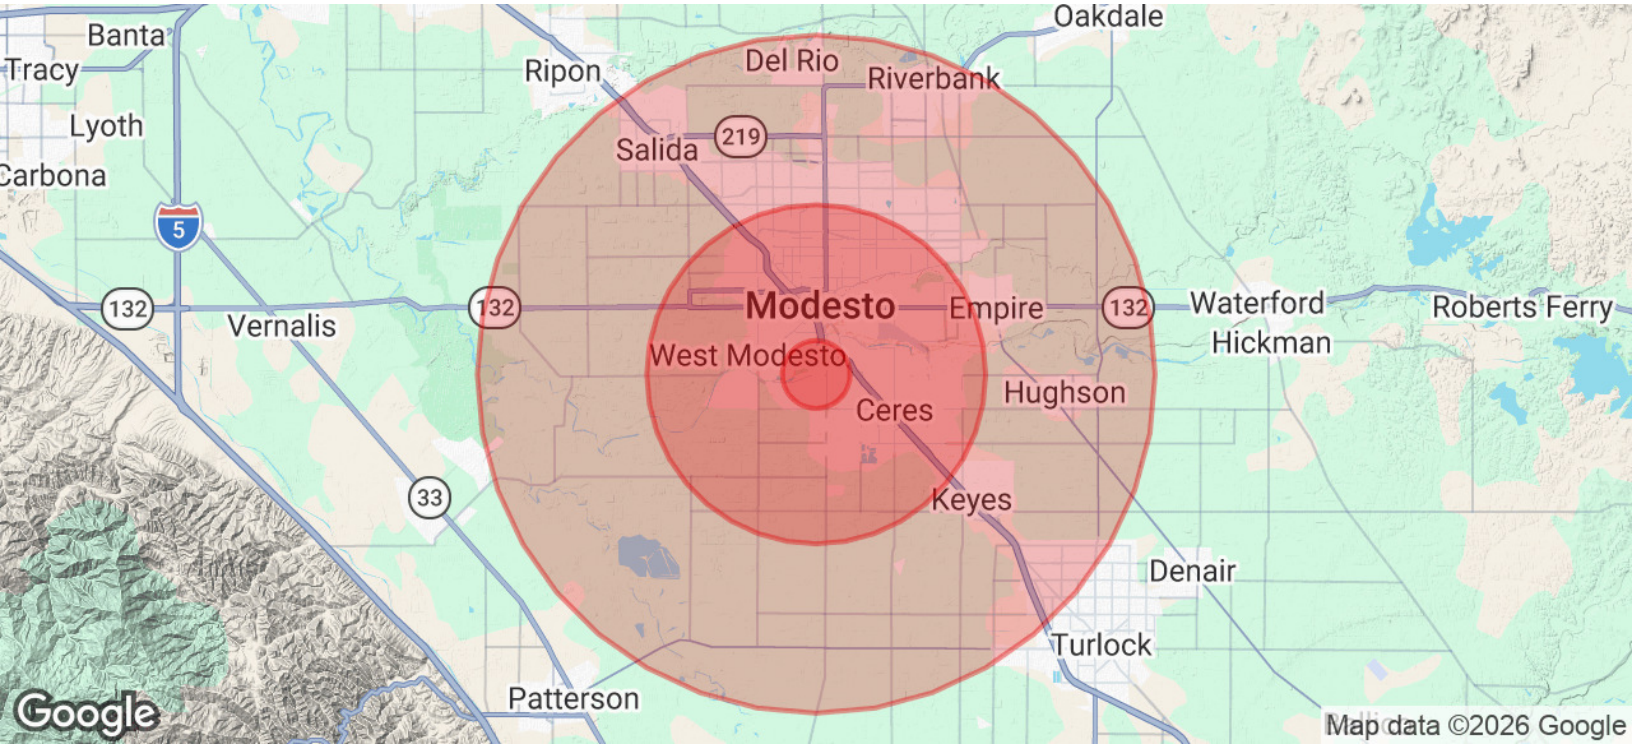 Oakdale
Banta
Del Rio
Tracy
Ripon
Riverbank
Lyoth
219
Salida
Carbona
5
132
132
Modesto
Empire
132
Waterford
Roberts Ferry
Vernalis
Hickman
West Modesto
Hughson
Ceres
33
Keyes
Denair
Turlock
Patterson
Google
Map data ©2026 Google